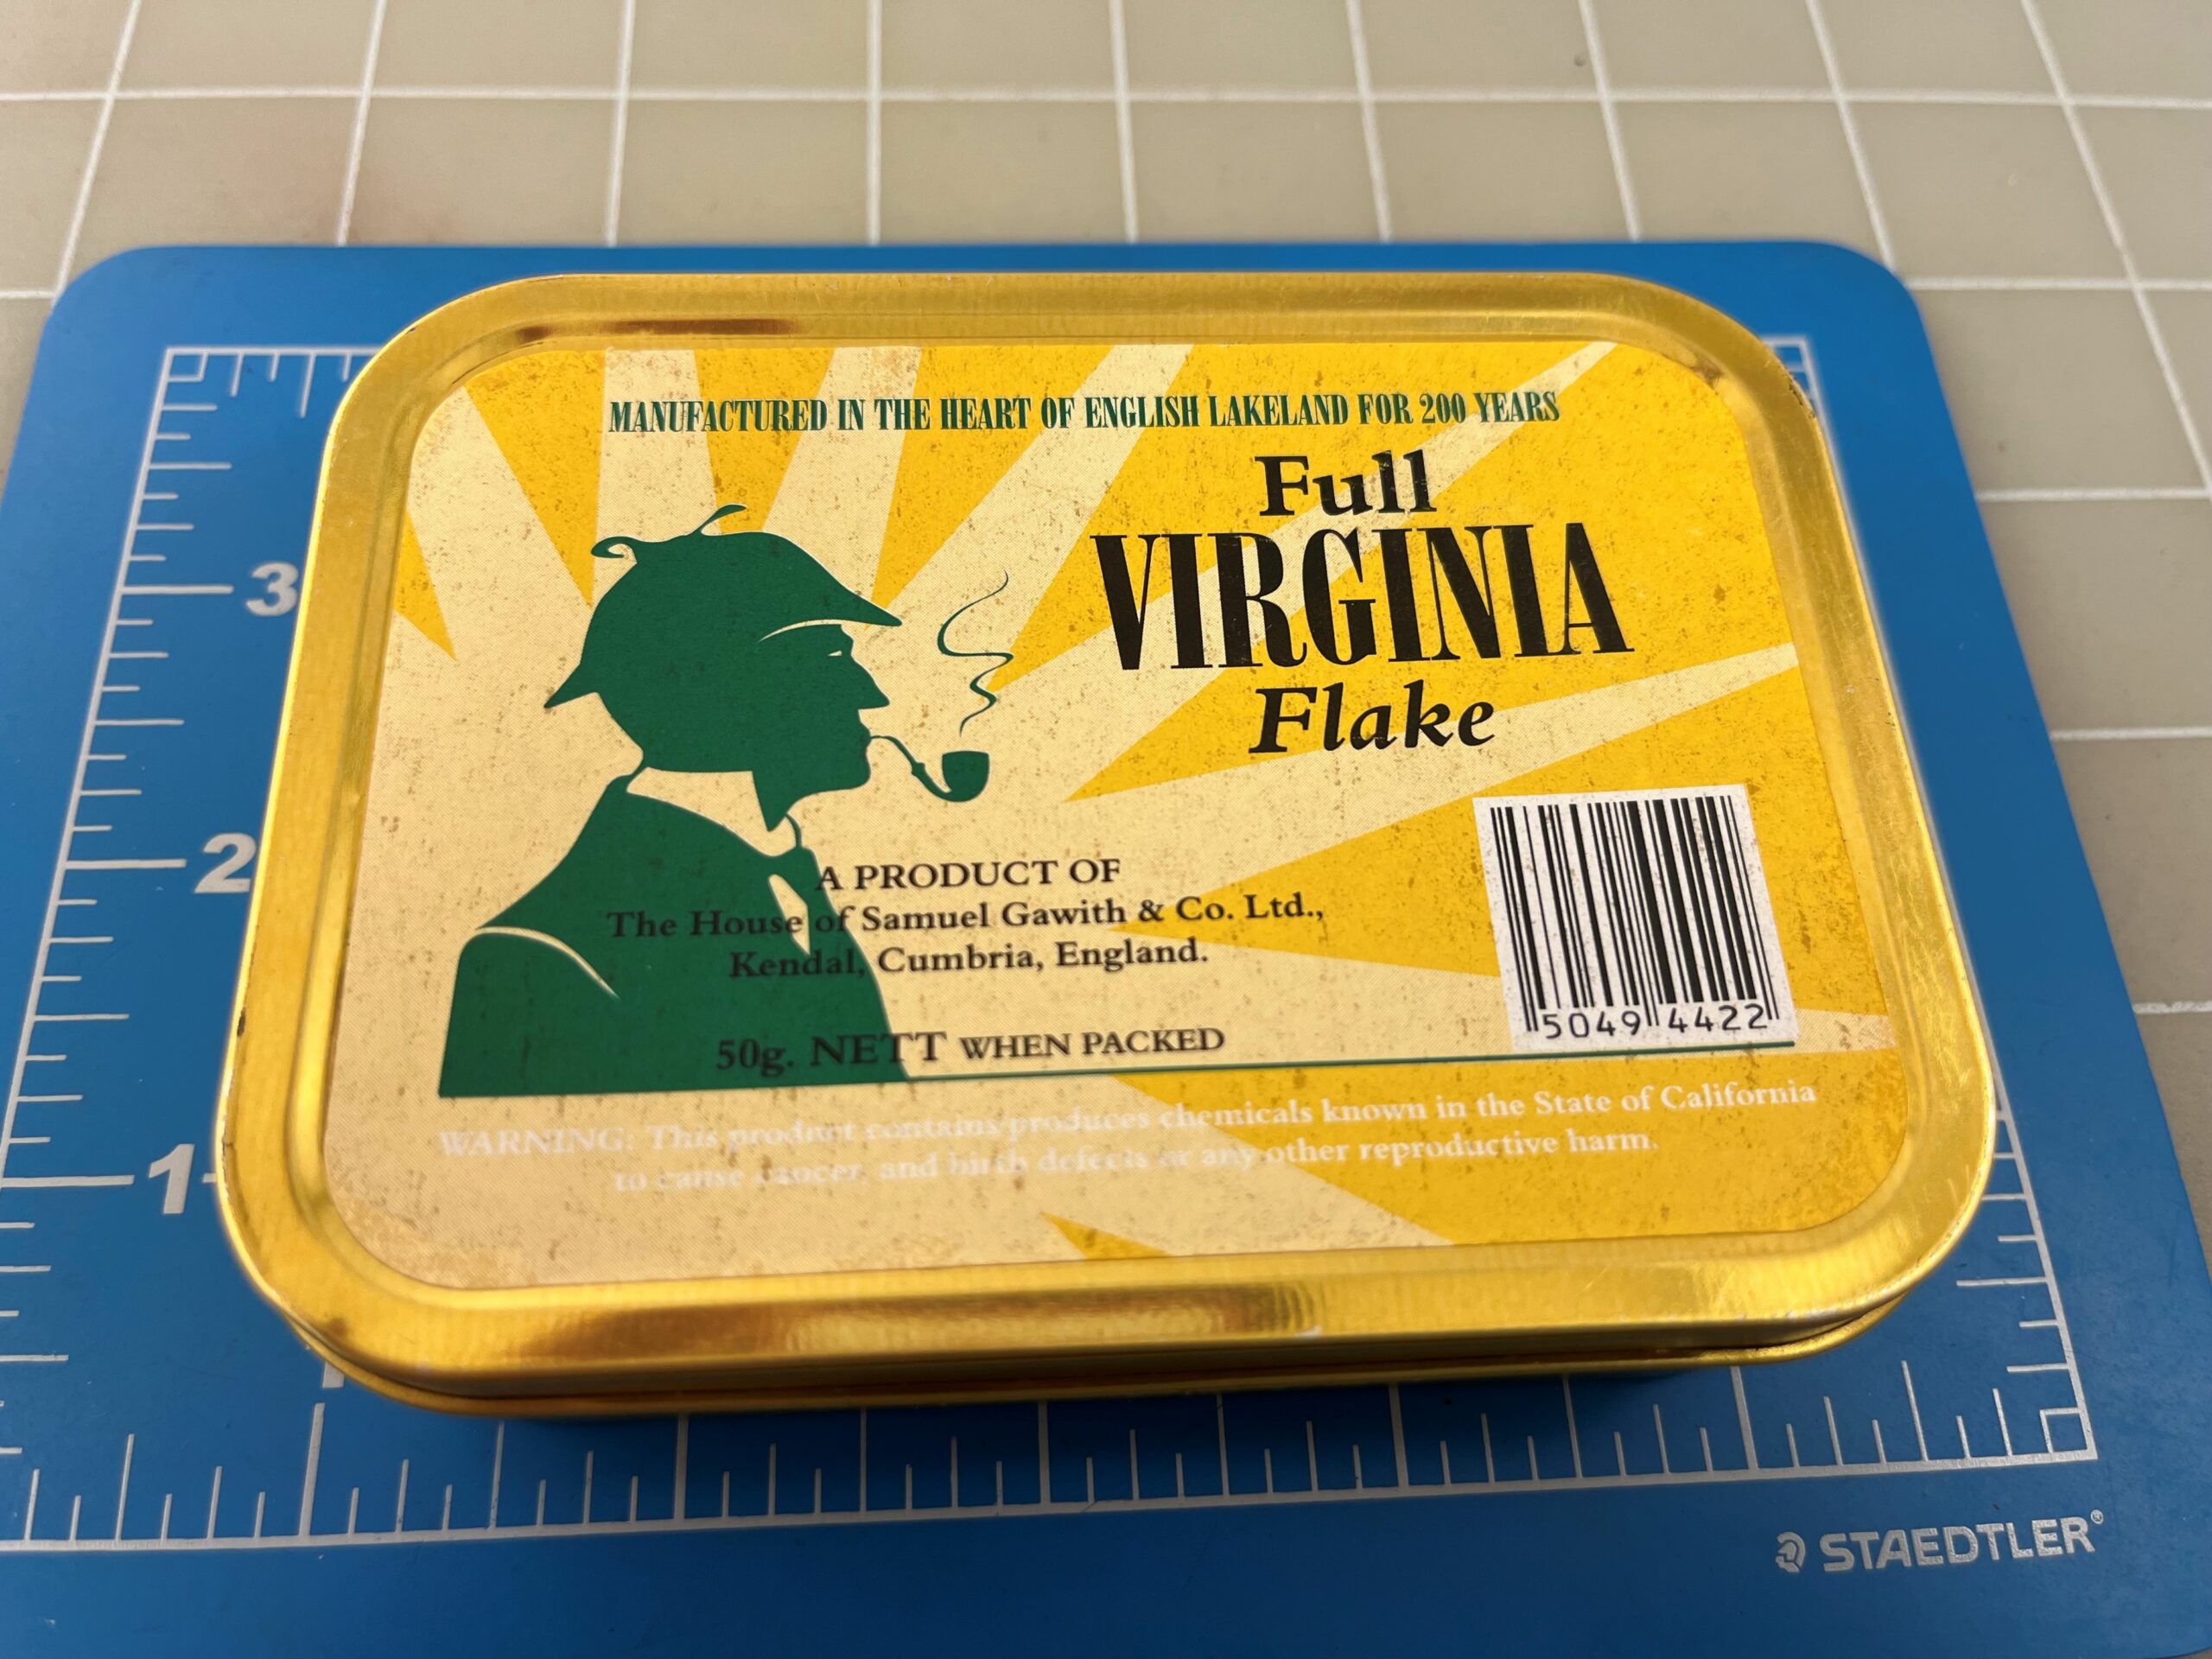 MANUFACTURED IN THE HEART OF ENGLISH LAKELAND FOR 200 YEARS
Full
VIRGINIA
Flake
3
2
A PRODUCT OF
The House of Samuel Gawith & Co. Ltd.,
Kendal, Cumbria, England.
50494422
50g. NETT WHEN PACKED
WARNING: This product contains/produces chemicals known in the State of California
to cause cancer, and birth defects or any other reproductive harm.
1
STAEDTLER®